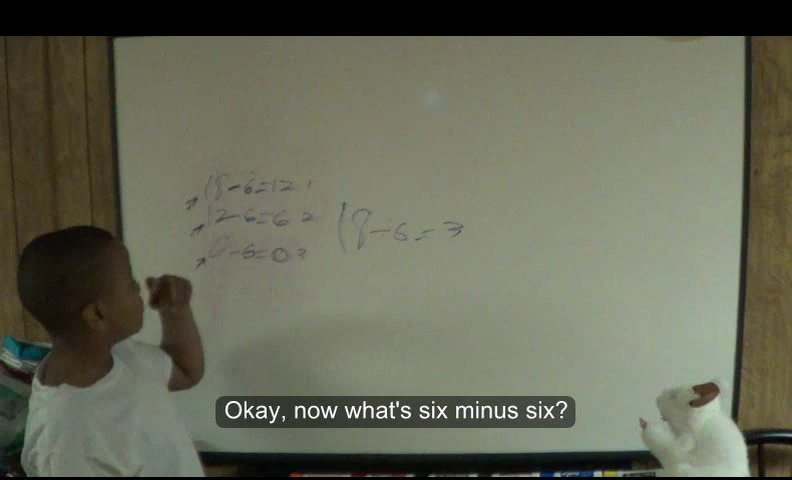 18-6=12 1
12-6=6 2
6-6=0 3
18÷6=3
Okay, now what's six minus six?